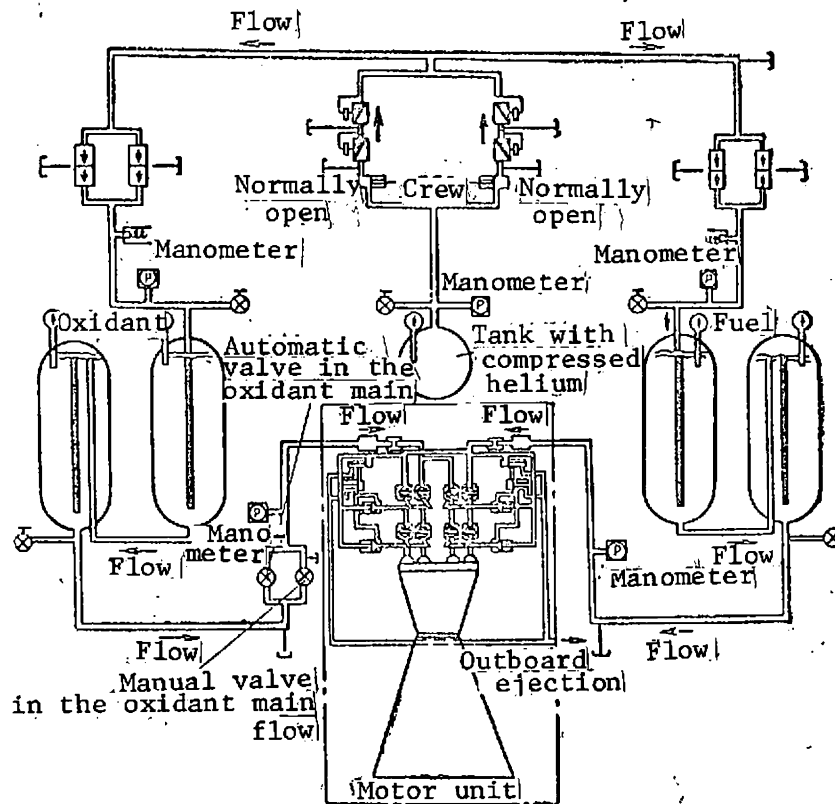 Flow
Flow
Normally
open
Crew
Normally
open
Manometer
Manometer
Manometer
Oxidant
Automatic
valve in the
oxidant main
Tank with
compressed
helium
Fuel
Flow
Flow
Mano
meter
Flow
Flow
Manometer
Flow
Manual valve
in the oxidant main
flow
Outboard
ejection
Flow
Motor unit
P
P
P
P
P